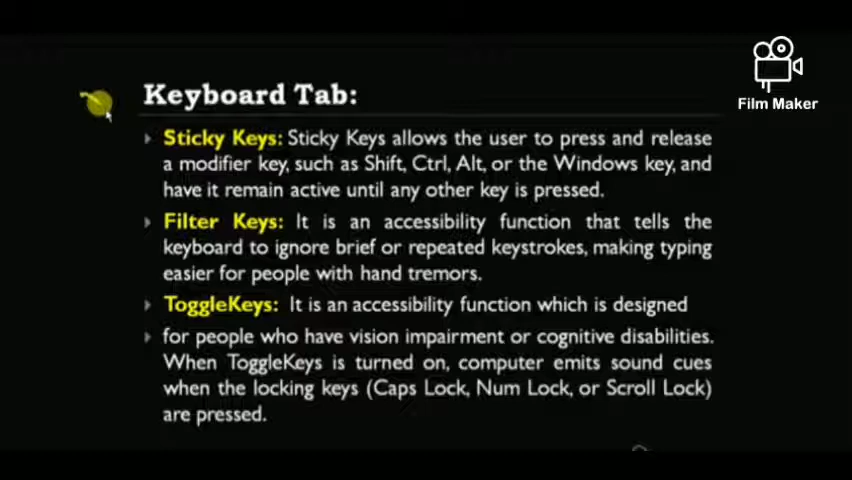 Film Maker
Keyboard Tab:
Sticky Keys: Sticky Keys allows the user to press and release
a modifier key, such as Shift, Ctrl, Alt, or the Windows key, and
have it remain active until any other key is pressed.
Filter Keys: It is an accessibility function that tells the
keyboard to ignore brief or repeated keystrokes, making typing
easier for people with hand tremors.
ToggleKeys: It is an accessibility function which is designed
for people who have vision impairment or cognitive disabilities.
When ToggleKeys is turned on, computer emits sound cues
when the locking keys (Caps Lock, Num Lock, or Scroll Lock)
are pressed.